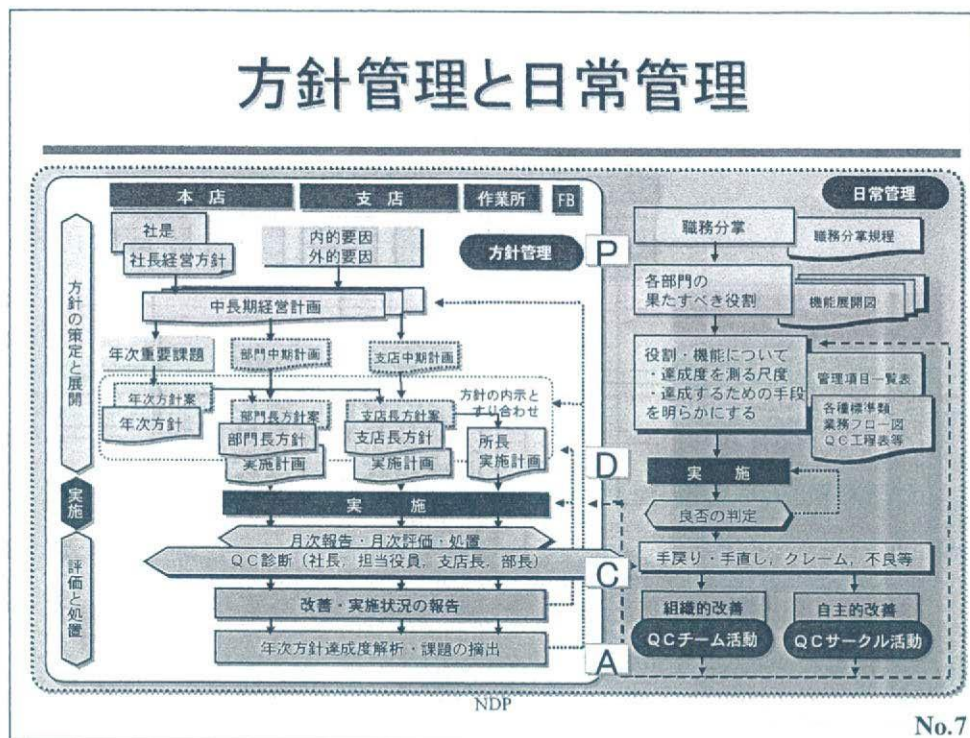 方針管理と日常管理
本店
支店
作業所
FB
日常管理
方針の策定と展開
実施
評価と処置
社是
社長経営方針
内的要因
外的要因
方針管理
中長期経営計画
年次重要課題
部門中期計画
支店中期計画
年次方針案
年次方針
部門長方針案
部門長方針
実施計画
支店長方針案
支店長方針
実施計画
方針の内示と
すり合わせ
所長
実施計画
実施
月次報告・月次評価・処置
QC診断（社長，担当役員，支店長，部長）
改善・実施状況の報告
年次方針達成度解析・課題の摘出
P
D
C
A
職務分掌
職務分掌規程
各部門の
果たすべき役割
機能展開図
役割・機能について
・達成度を測る尺度
・達成するための手段
を明らかにする
管理項目一覧表
各種標準類
業務フロー図
QC工程表等
実施
良否の判定
手戻り・手直し，クレーム，不良等
組織的改善
QCチーム活動
自主的改善
QCサークル活動
NDP
No.7